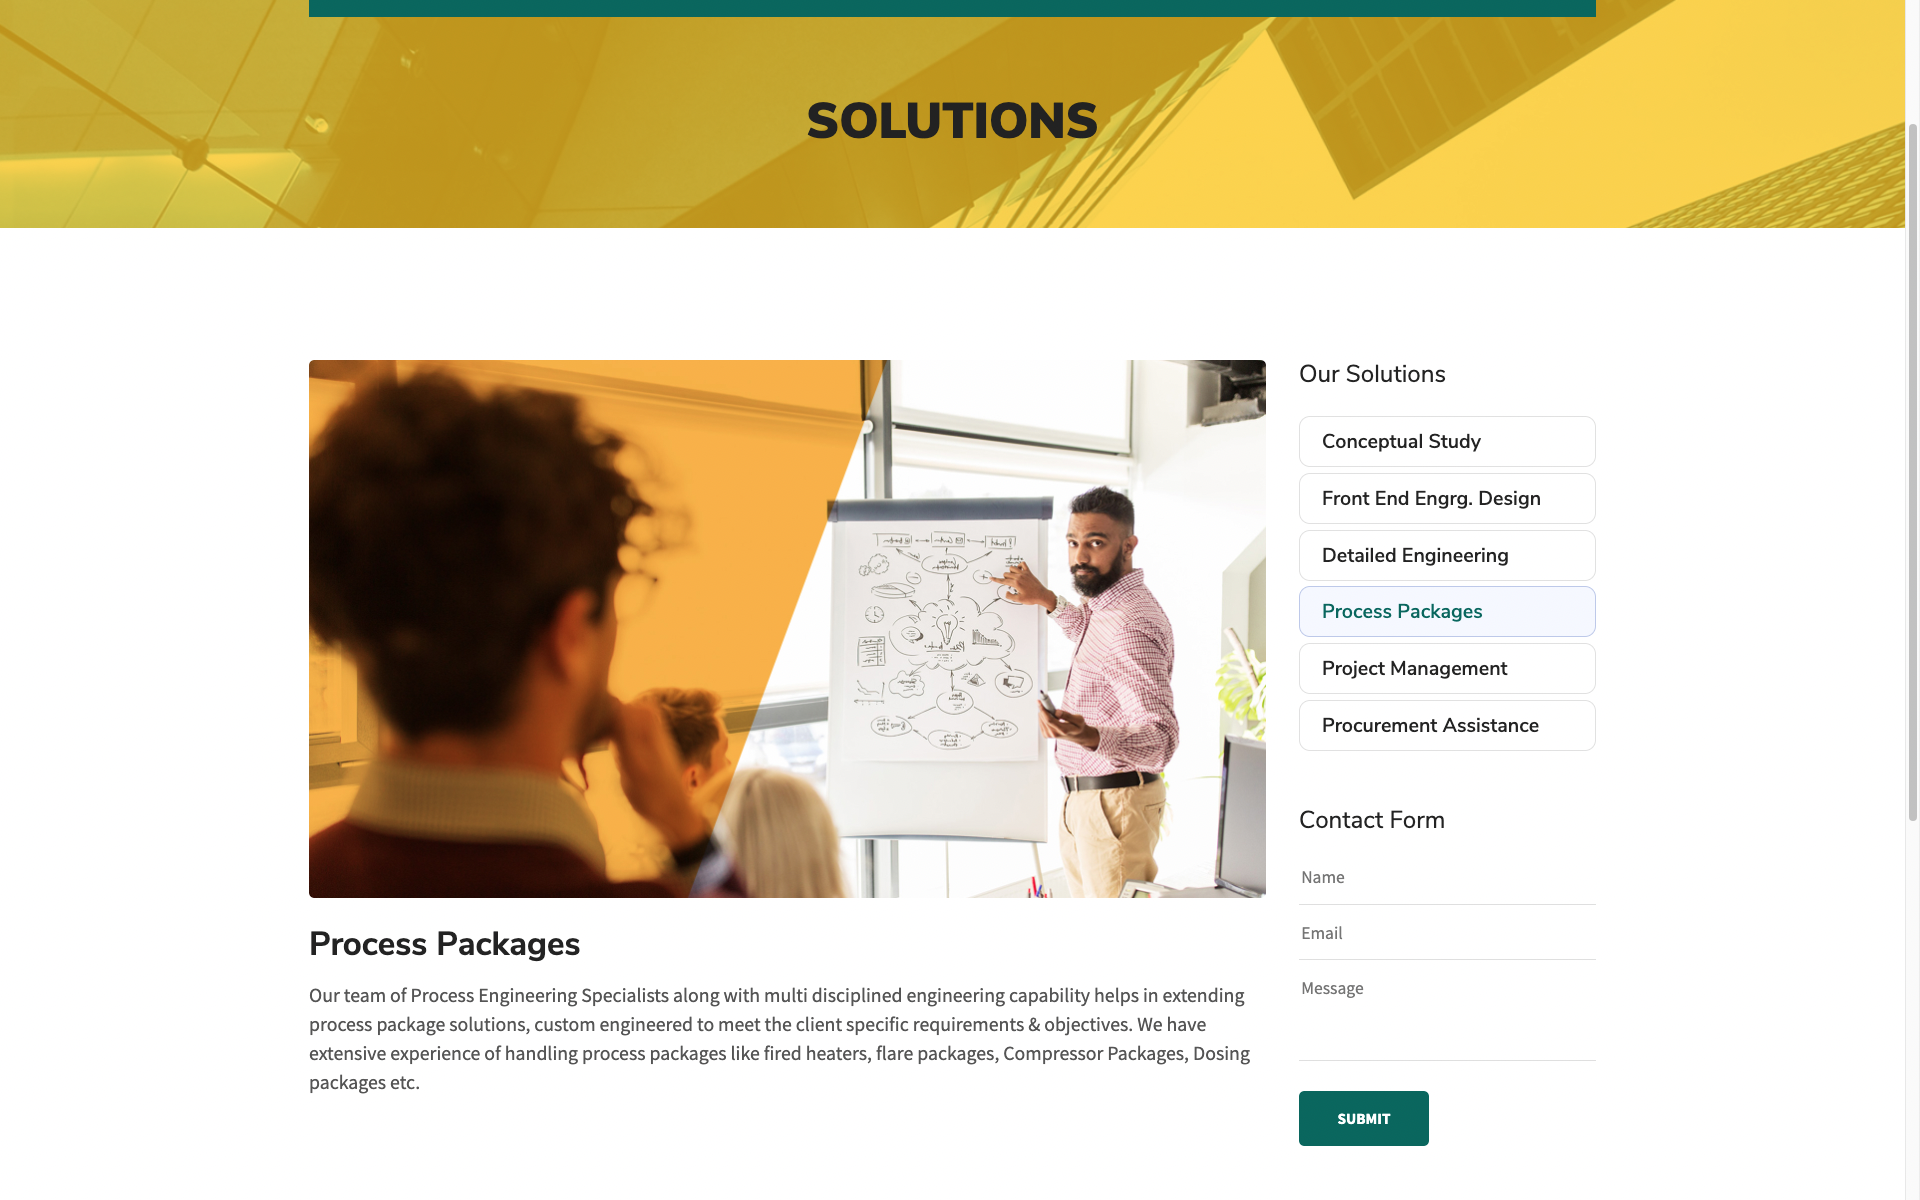 SOLUTIONS
Our Solutions
Conceptual Study
Front End Engrg. Design
Detailed Engineering
Process Packages
Project Management
Procurement Assistance
Contact Form
Name
Email
Message
SUBMIT
Process Packages
Our team of Process Engineering Specialists along with multi disciplined engineering capability helps in extending
process package solutions, custom engineered to meet the client specific requirements & objectives. We have
extensive experience of handling process packages like fired heaters, flare packages, Compressor Packages, Dosing
packages etc.